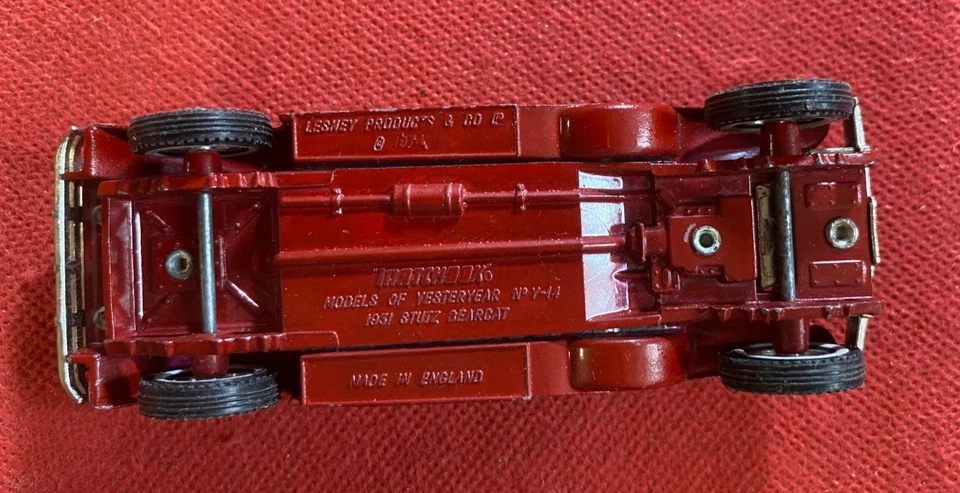 LESNEY PRODUCTS & CO LTD
© 1974
MATCHBOX
MODELS OF YESTERYEAR Nº Y-14
1931 STUTZ BEARCAT
MADE IN ENGLAND